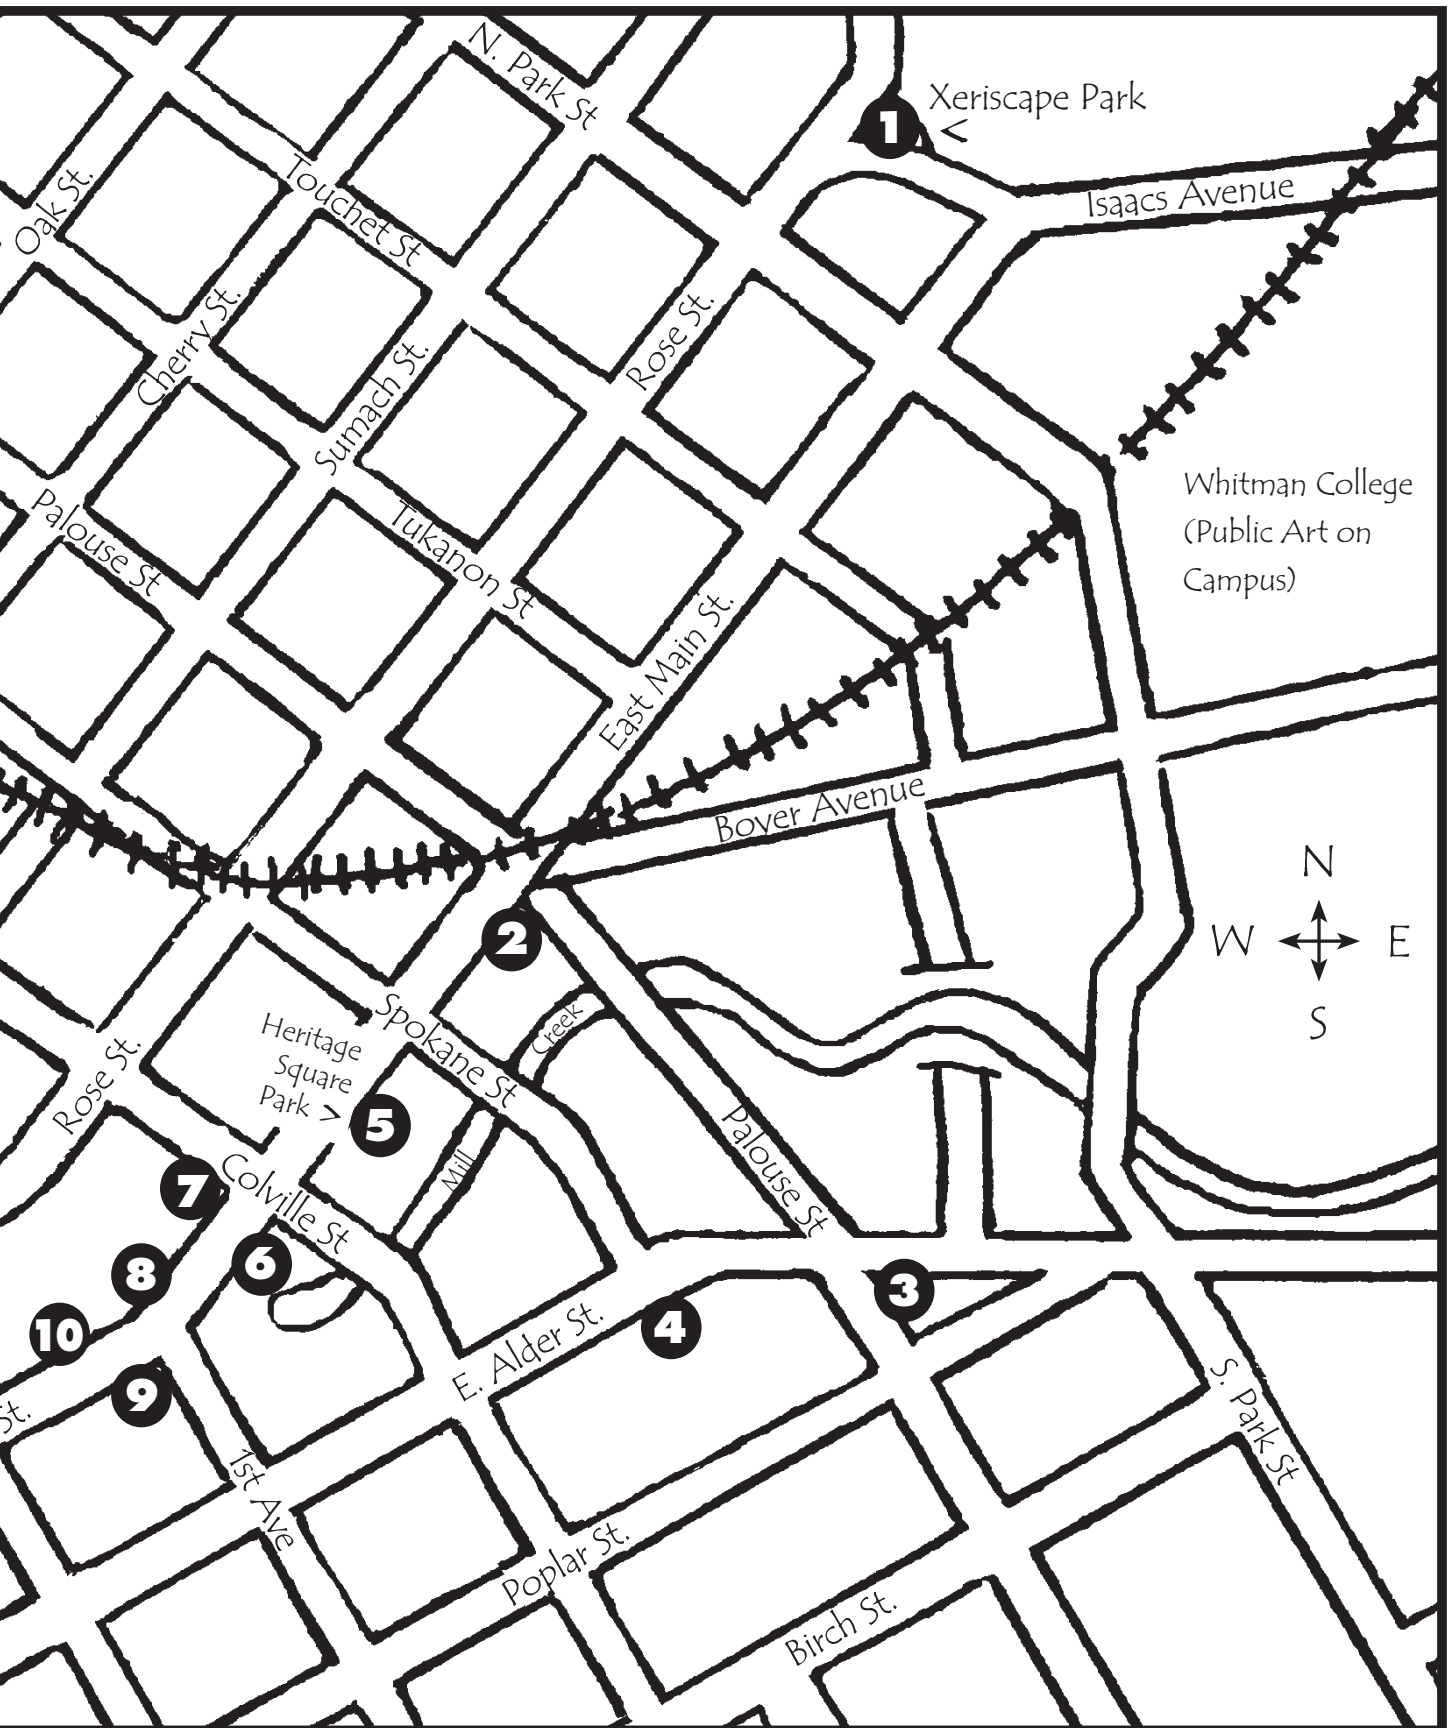 N. Park St
Xeriscape Park
1
<
Touchet St
Isaacs Avenue
Oak St.
Cherry St.
Rose St.
Sumach St.
Whitman College
(Public Art on
Campus)
Palouse St
Tukanon St
East Main St.
Boyer Avenue
N
W
E
S
2
Creek
Spokane St
Heritage
Square
Park >
5
Rose St.
Mill
Palouse St
7
Colville St
6
8
3
10
4
E. Alder St.
9
St.
S. Park St
1st Ave
Poplar St.
Birch St.